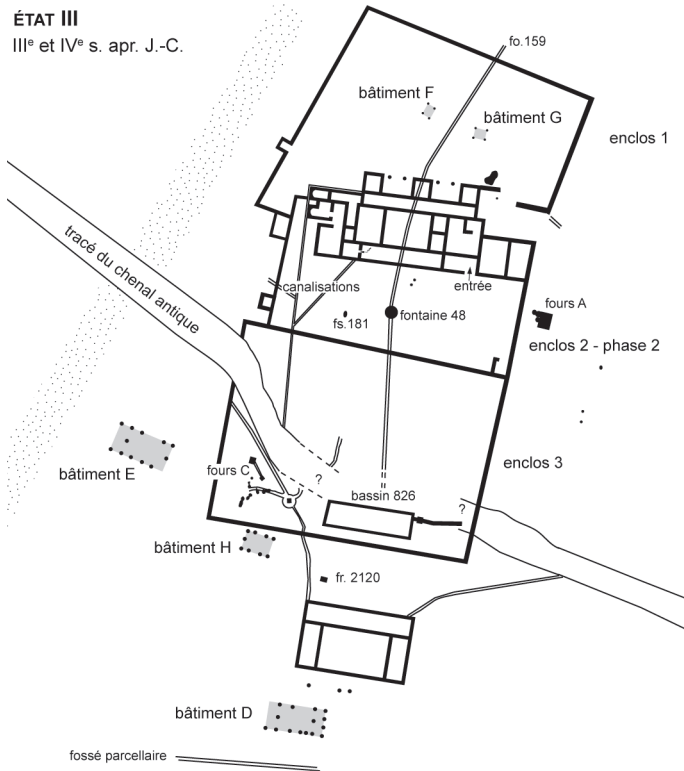 ÉTAT III
IIIᵉ et IVᵉ s. apr. J.-C.
fo.159
bâtiment F
bâtiment G
enclos 1
tracé du chenal antique
canalisations
entrée
fs.181
fontaine 48
fours A
enclos 2 - phase 2
bâtiment E
fours C
?
bassin 826
enclos 3
?
bâtiment H
fr. 2120
bâtiment D
fossé parcellaire